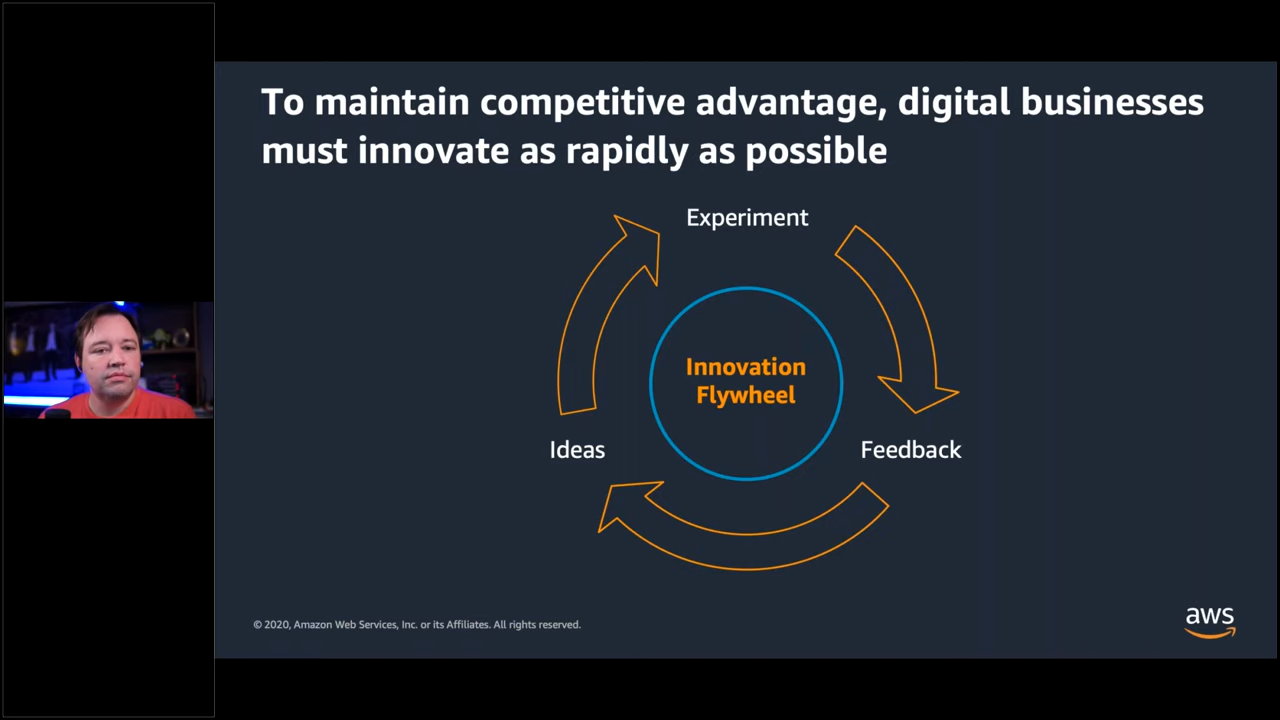 To maintain competitive advantage, digital businesses
must innovate as rapidly as possible
Experiment
Innovation
Flywheel
Ideas
Feedback
© 2020, Amazon Web Services, Inc. or its Affiliates. All rights reserved.
aws